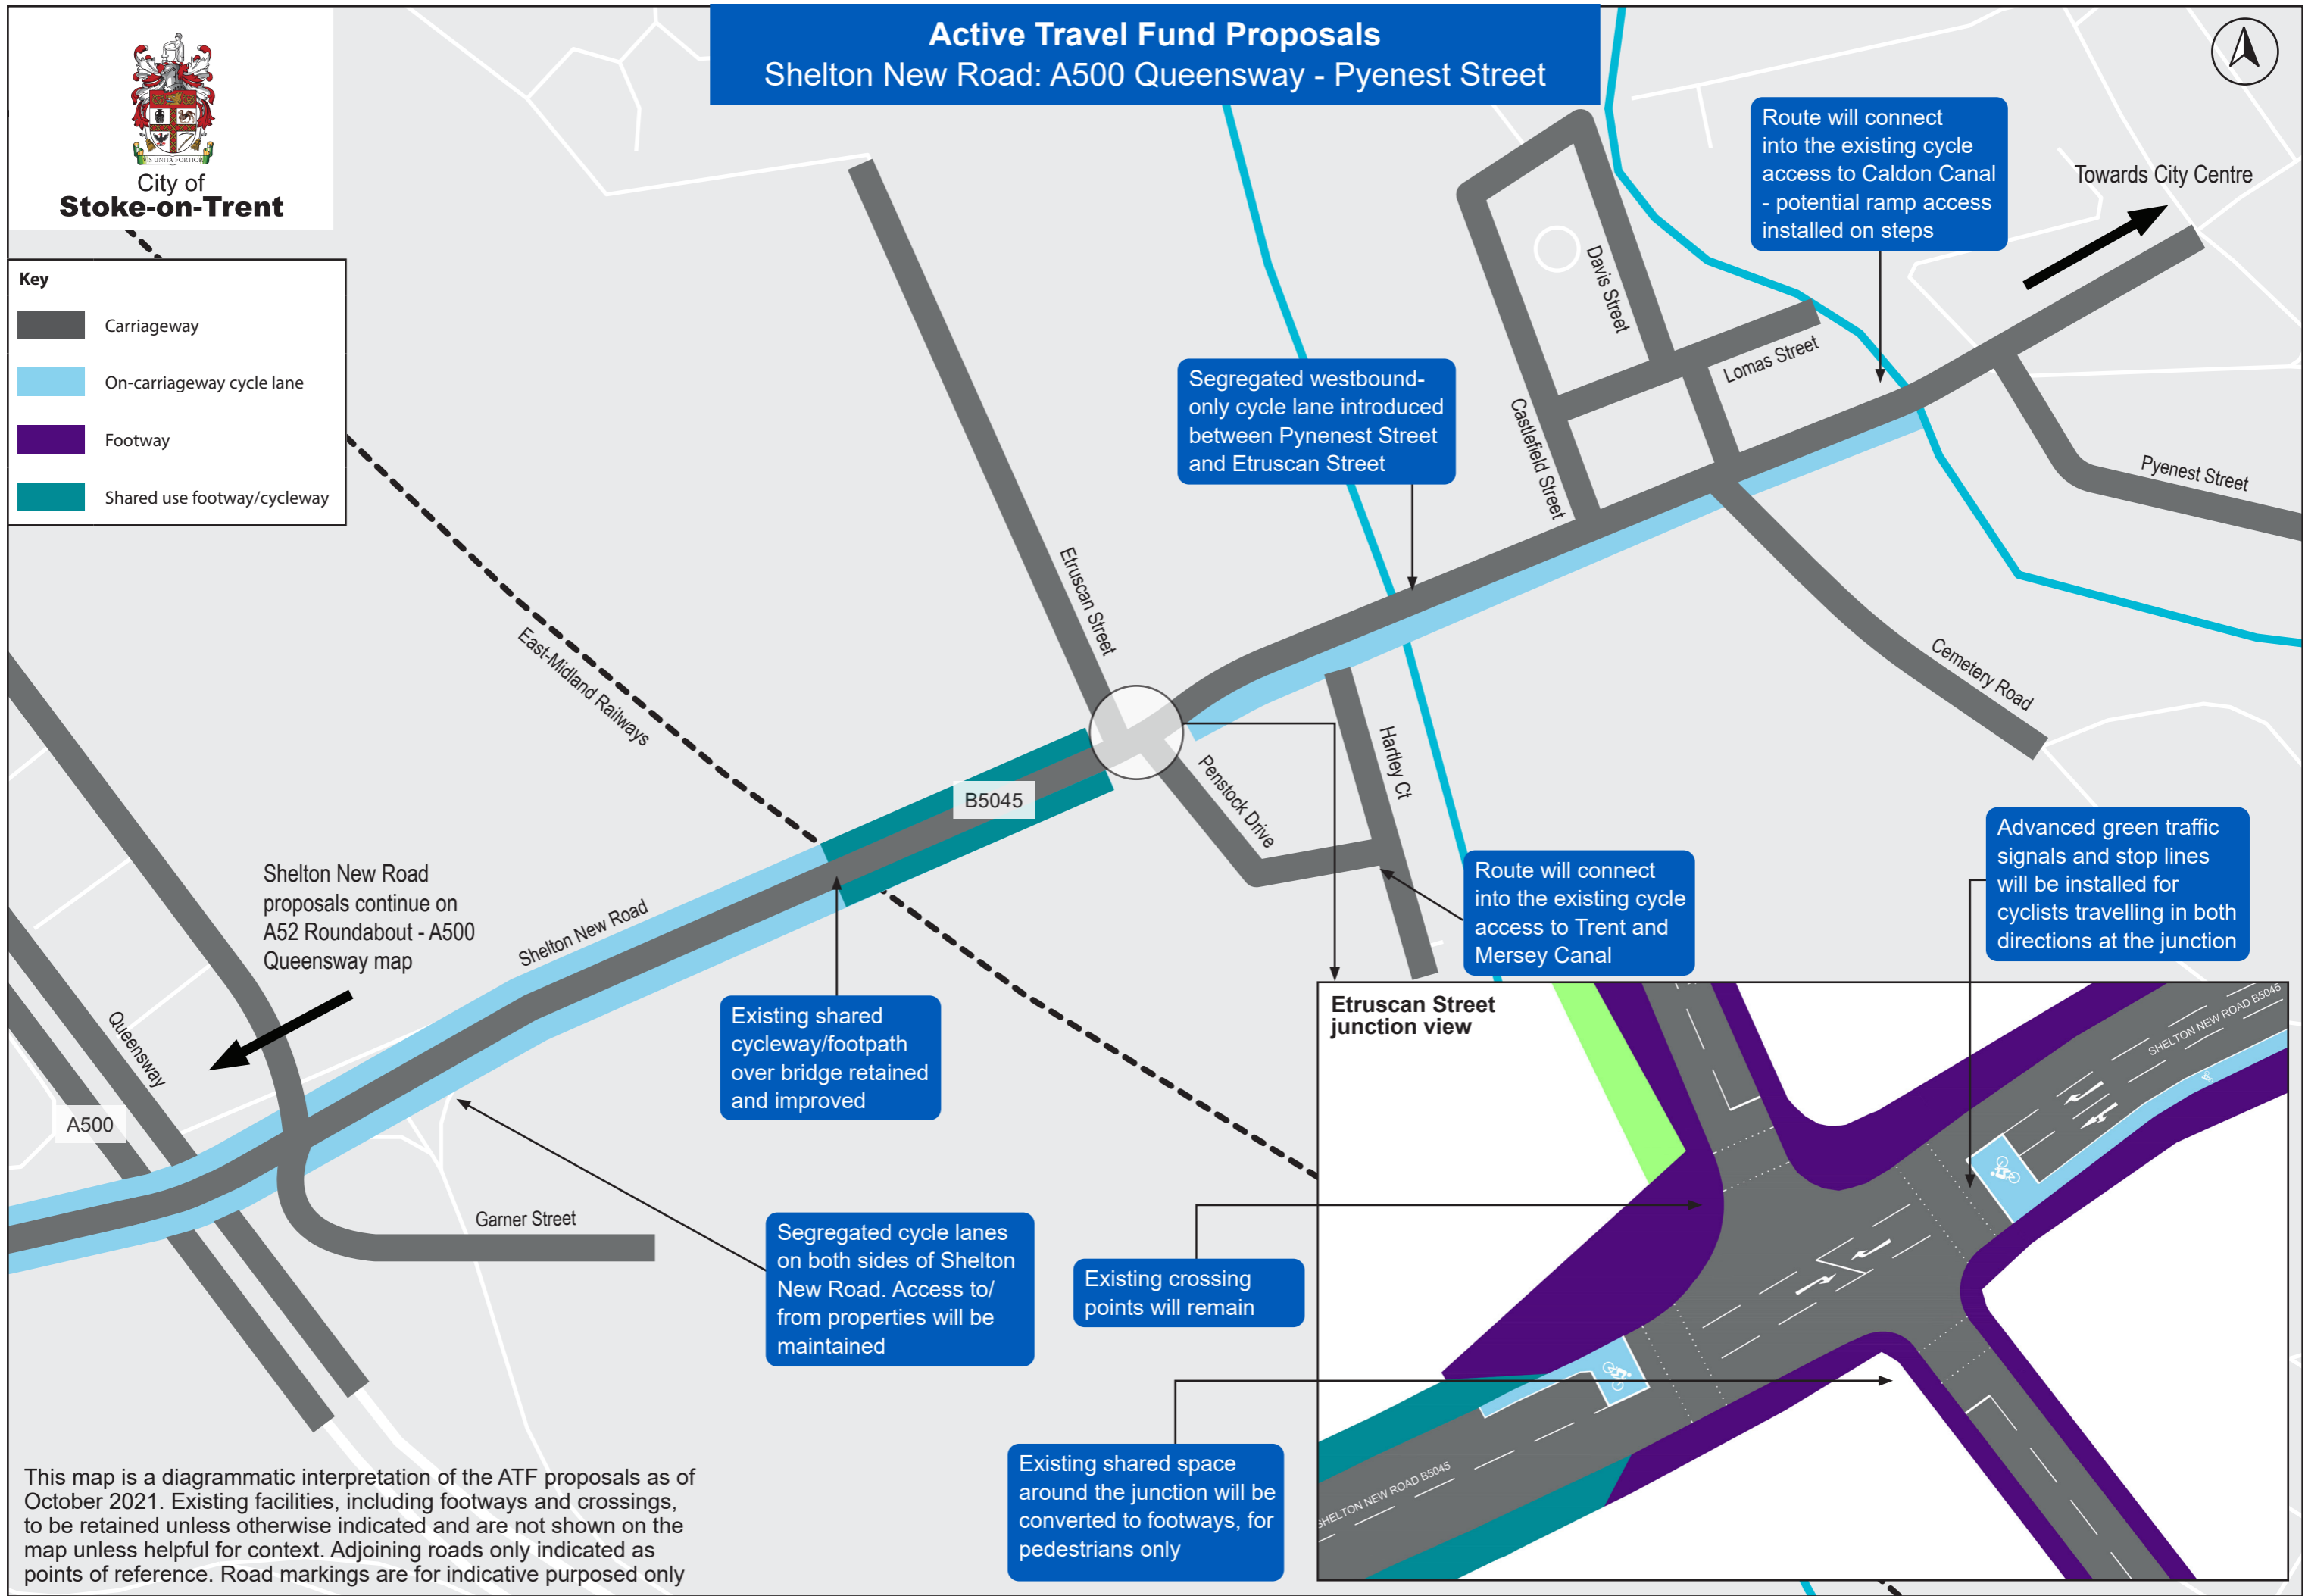 Active Travel Fund Proposals
Shelton New Road: A500 Queensway - Pyenest Street
VIS UNITA FORTIOR
City of
Stoke-on-Trent
Key
Carriageway
On-carriageway cycle lane
Footway
Shared use footway/cycleway
Route will connect
into the existing cycle
access to Caldon Canal
- potential ramp access
installed on steps
Towards City Centre
Davis Street
Lomas Street
Castlefield Street
Pyenest Street
Segregated westbound-
only cycle lane introduced
between Pynenest Street
and Etruscan Street
Etruscan Street
East-Midland Railways
Cemetery Road
Hartley Ct
Penstock Drive
B5045
Shelton New Road
Shelton New Road
proposals continue on
A52 Roundabout - A500
Queensway map
Queensway
A500
Garner Street
Route will connect
into the existing cycle
access to Trent and
Mersey Canal
Advanced green traffic
signals and stop lines
will be installed for
cyclists travelling in both
directions at the junction
Existing shared
cycleway/footpath
over bridge retained
and improved
Segregated cycle lanes
on both sides of Shelton
New Road. Access to/
from properties will be
maintained
Etruscan Street
junction view
SHELTON NEW ROAD B5045
Existing crossing
points will remain
SHELTON NEW ROAD B5045
Existing shared space
around the junction will be
converted to footways, for
pedestrians only
This map is a diagrammatic interpretation of the ATF proposals as of
October 2021. Existing facilities, including footways and crossings,
to be retained unless otherwise indicated and are not shown on the
map unless helpful for context. Adjoining roads only indicated as
points of reference. Road markings are for indicative purposed only